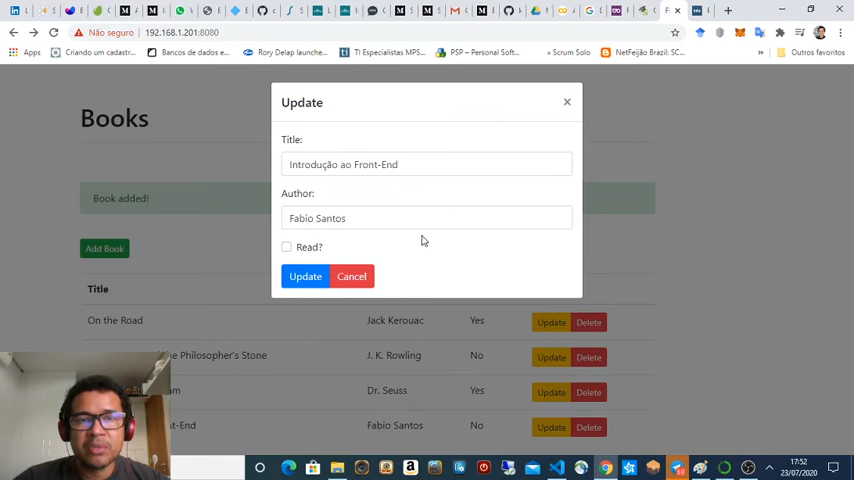 Não seguro | 192.168.1.201:8080
Criando um cadastr...
Bancos de dados e...
Rory Delap launche...
TI Especialistas MPS...
PSP – Personal Soft...
» Scrum Solo
NetFeijão Brazil: SC...
Outros favoritos
Books
Book added!
Add Book
Update
×
Title:
Introdução ao Front-End
Author:
Fabio Santos
Read?
Update Cancel
Title
On the Road Jack Kerouac Yes Update Delete
he Philosopher's Stone J. K. Rowling No Update Delete
am Dr. Seuss Yes Update Delete
nt-End Fabio Santos No Update Delete
17:52
23/07/2020